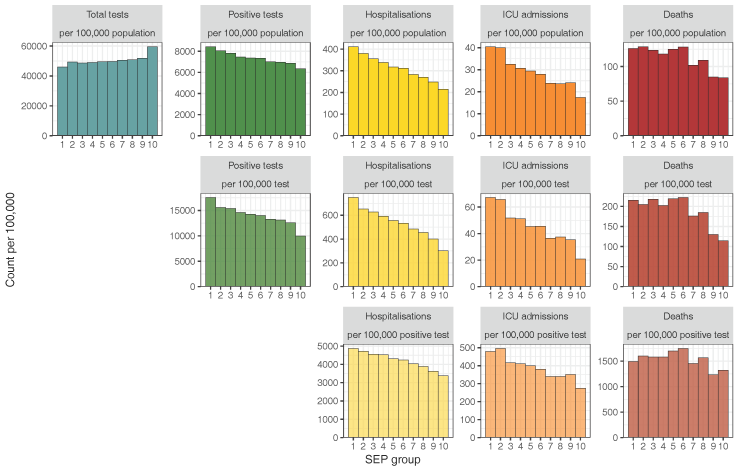 Total tests
per 100,000 population
Positive tests
per 100,000 population
Hospitalisations
per 100,000 population
ICU admissions
per 100,000 population
Deaths
per 100,000 population
60000
40000
20000
0
1 2 3 4 5 6 7 8 9 10
8000
6000
4000
2000
0
1 2 3 4 5 6 7 8 9 10
400
300
200
100
0
1 2 3 4 5 6 7 8 9 10
40
30
20
10
0
1 2 3 4 5 6 7 8 9 10
100
50
0
1 2 3 4 5 6 7 8 9 10
Count per 100,000
Positive tests
per 100,000 test
Hospitalisations
per 100,000 test
ICU admissions
per 100,000 test
Deaths
per 100,000 test
15000
10000
5000
0
1 2 3 4 5 6 7 8 9 10
600
400
200
0
1 2 3 4 5 6 7 8 9 10
60
40
20
0
1 2 3 4 5 6 7 8 9 10
200
150
100
50
0
1 2 3 4 5 6 7 8 9 10
Hospitalisations
per 100,000 positive test
ICU admissions
per 100,000 positive test
Deaths
per 100,000 positive test
5000
4000
3000
2000
1000
0
1 2 3 4 5 6 7 8 9 10
500
400
300
200
100
0
1 2 3 4 5 6 7 8 9 10
1500
1000
500
0
1 2 3 4 5 6 7 8 9 10
SEP group